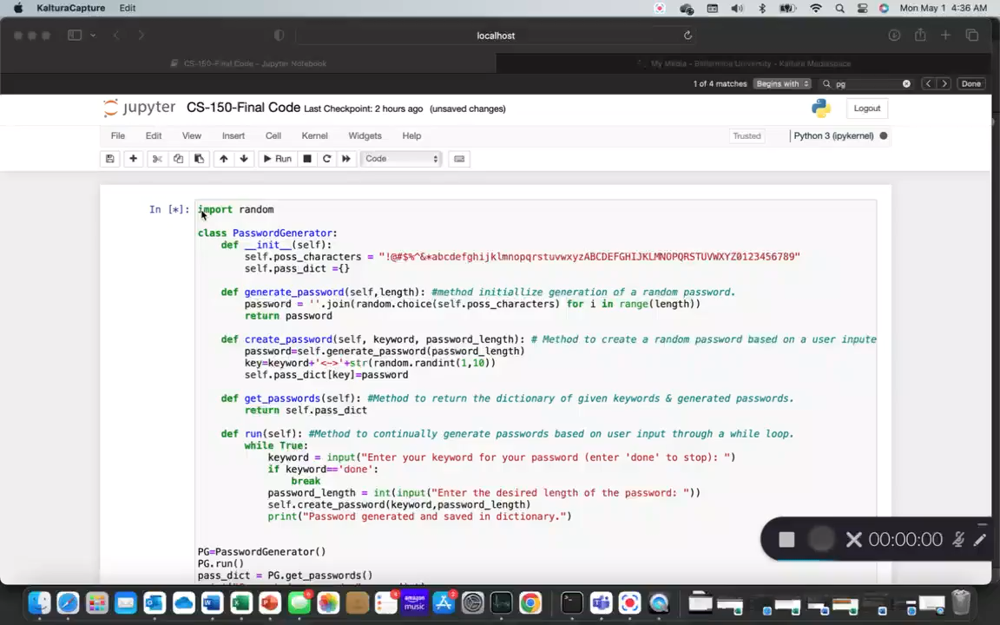 KalturaCapture Edit Mon May 1 4:36 AM
localhost
CS-150-Final Code - Jupyter Notebook My Media - Bellarmine University - Kaltura Mediaspace
1 of 4 matches Begins with pg Done
jupyter CS-150-Final Code Last Checkpoint: 2 hours ago (unsaved changes) Logout
File Edit View Insert Cell Kernel Widgets Help Trusted Python 3 (ipykernel)
Run Code
In [*]: import random
class PasswordGenerator:
def __init__(self):
self.poss_characters = "!@#$%^&*abcdefghijklmnopqrstuvwxyzABCDEFGHIJKLMNOPQRSTUVWXYZ0123456789"
self.pass_dict ={}
def generate_password(self,length): #method initiallize generation of a random password.
password = ''.join(random.choice(self.poss_characters) for i in range(length))
return password
def create_password(self, keyword, password_length): # Method to create a random password based on a user inpute
password=self.generate_password(password_length)
key=keyword+'<~>'+str(random.randint(1,10))
self.pass_dict[key]=password
def get_passwords(self): #Method to return the dictionary of given keywords & generated passwords.
return self.pass_dict
def run(self): #Method to continually generate passwords based on user input through a while loop.
while True:
keyword = input("Enter your keyword for your password (enter 'done' to stop): ")
if keyword=='done':
break
password_length = int(input("Enter the desired length of the password: "))
self.create_password(keyword,password_length)
print("Password generated and saved in dictionary.")
00:00:00
PG=PasswordGenerator()
PG.run()
pass_dict = PG.get_passwords()
amazon
music